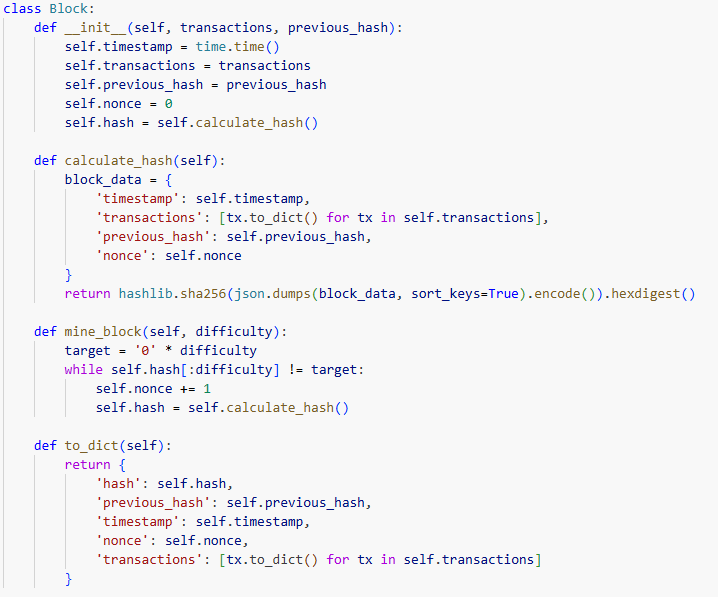 class Block:
    def __init__(self, transactions, previous_hash):
        self.timestamp = time.time()
        self.transactions = transactions
        self.previous_hash = previous_hash
        self.nonce = 0
        self.hash = self.calculate_hash()

    def calculate_hash(self):
        block_data = {
            'timestamp': self.timestamp,
            'transactions': [tx.to_dict() for tx in self.transactions],
            'previous_hash': self.previous_hash,
            'nonce': self.nonce
        }
        return hashlib.sha256(json.dumps(block_data, sort_keys=True).encode()).hexdigest()

    def mine_block(self, difficulty):
        target = '0' * difficulty
        while self.hash[:difficulty] != target:
            self.nonce += 1
            self.hash = self.calculate_hash()

    def to_dict(self):
        return {
            'hash': self.hash,
            'previous_hash': self.previous_hash,
            'timestamp': self.timestamp,
            'nonce': self.nonce,
            'transactions': [tx.to_dict() for tx in self.transactions]
        }